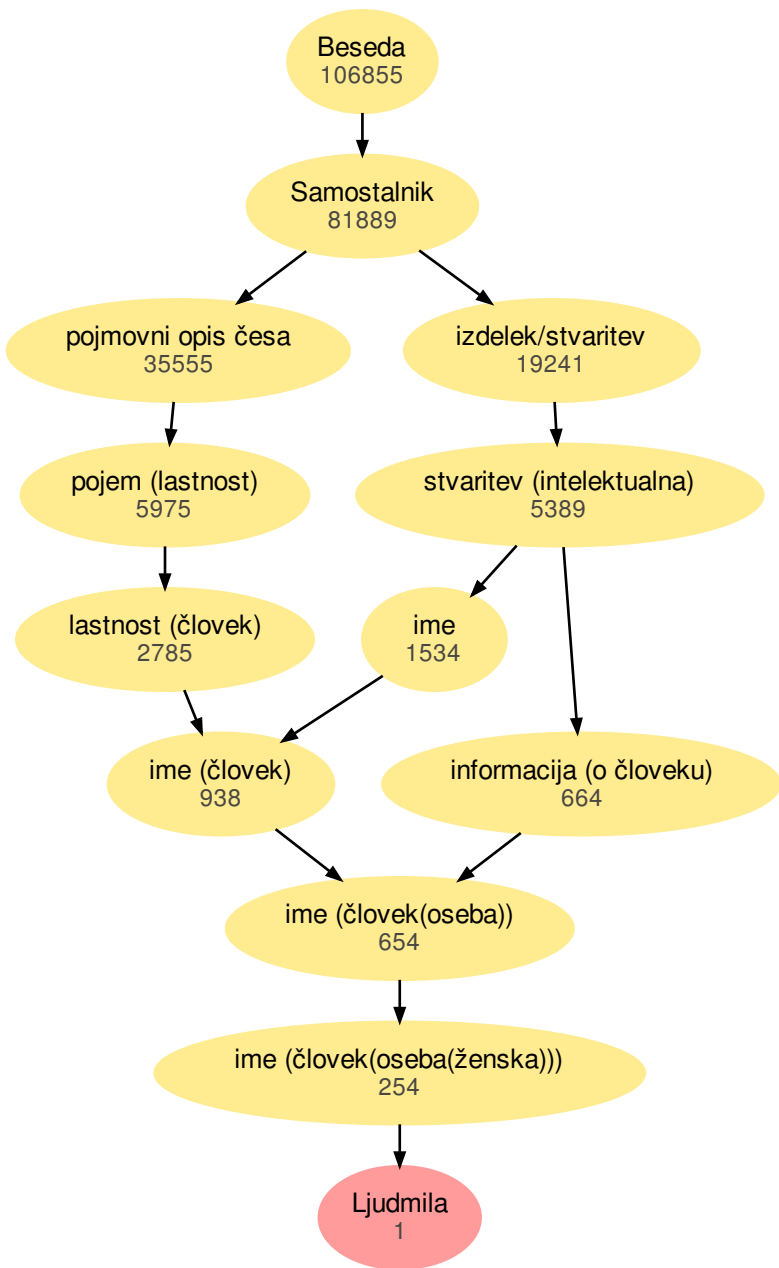 Beseda
106855
Samostalnik
81889
pojmovni opis česa
35555
izdelek/stvaritev
19241
pojem (lastnost)
5975
stvaritev (intelektualna)
5389
lastnost (človek)
2785
ime
1534
ime (človek)
938
informacija (o človeku)
664
ime (človek(oseba))
654
ime (človek(oseba(ženska)))
254
Ljudmila
1